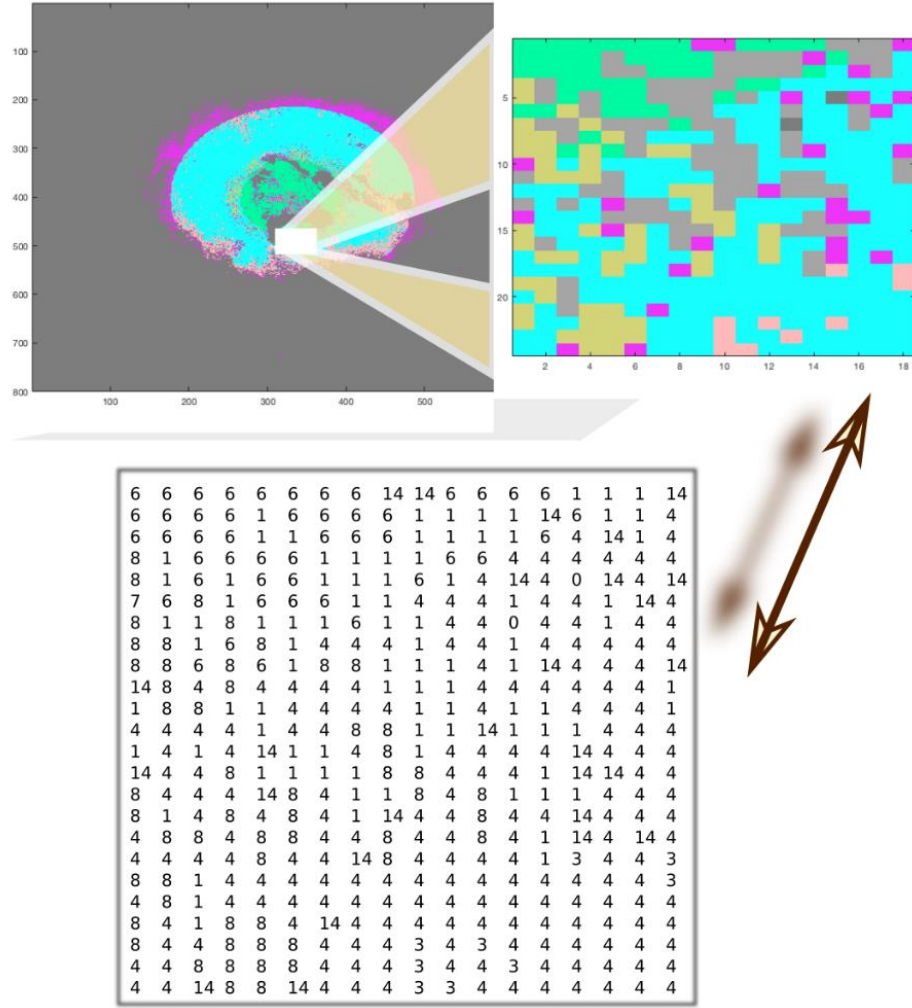 100
200
300
400
500
600
700
800
100 200 300 400 500
5
10
15
20
2 4 6 8 10 12 14 16 18
6 6 6 6 6 6 6 6 14 14 6 6 6 6 1 1 1 14
6 6 6 6 1 6 6 6 6 1 1 1 1 14 6 1 1 4
6 6 6 6 1 1 6 6 6 1 1 1 1 6 4 14 1 4
8 1 6 6 6 6 1 1 1 1 6 6 4 4 4 4 4 4
8 1 6 1 6 6 1 1 1 6 1 4 14 4 0 14 4 14
7 6 8 1 6 6 6 1 1 4 4 4 1 4 4 1 14 4
8 1 1 8 1 1 1 6 1 1 4 4 0 4 4 1 4 4
8 8 1 6 8 1 4 4 4 1 4 4 1 4 4 4 4 4
8 8 6 8 6 1 8 8 1 1 1 4 1 14 4 4 4 14
14 8 4 8 4 4 4 4 1 1 1 4 4 4 4 4 4 1
1 8 8 1 1 4 4 4 4 1 1 4 1 1 4 4 4 1
4 4 4 4 1 4 4 8 8 1 1 14 1 1 1 4 4 4
1 4 1 4 14 1 1 4 8 1 4 4 4 4 14 4 4 4
14 4 4 8 1 1 1 1 8 8 4 4 4 1 14 14 4 4
8 4 4 4 14 8 4 1 1 8 4 8 1 1 1 4 4 4
8 1 4 8 4 8 4 1 14 4 4 8 4 4 14 4 4 4
4 8 8 4 8 8 4 4 8 4 4 8 4 1 14 4 14 4
4 4 4 4 8 4 4 14 8 4 4 4 4 1 3 4 4 3
8 8 1 4 4 4 4 4 4 4 4 4 4 4 4 4 4 3
4 8 1 4 4 4 4 4 4 4 4 4 4 4 4 4 4 4
8 4 1 8 8 4 14 4 4 4 4 4 4 4 4 4 4 4
8 4 4 8 8 8 4 4 4 3 4 3 4 4 4 4 4 4
4 4 8 8 8 8 4 4 4 3 4 4 3 4 4 4 4 4
4 4 14 8 8 14 4 4 4 3 3 4 4 4 4 4 4 4